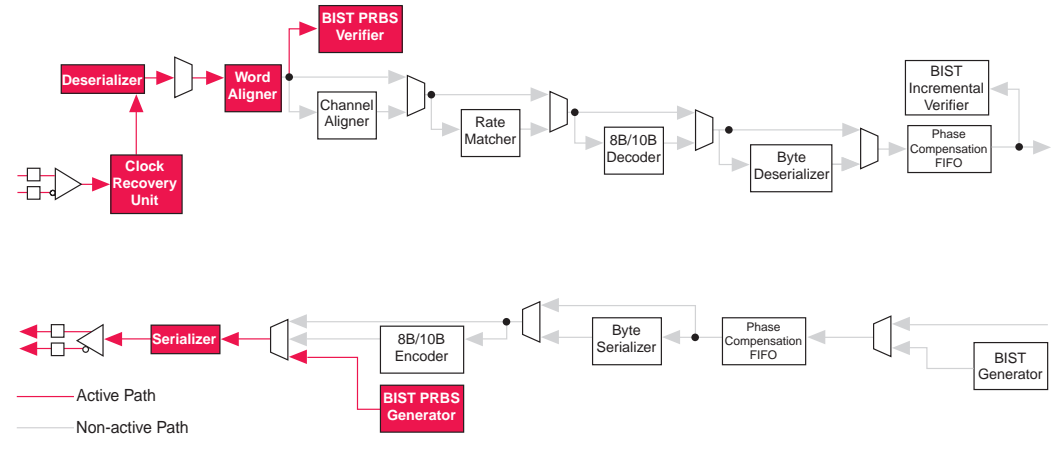 BIST PRBS
Verifier
Deserializer
Word
Aligner
BIST
Incremental
Verifier
Channel
Aligner
Rate
Matcher
8B/10B
Decoder
Phase
Compensation
FIFO
Byte
Deserializer
Clock
Recovery
Unit
Serializer
8B/10B
Encoder
Byte
Serializer
Phase
Compensation
FIFO
BIST
Generator
BIST PRBS
Generator
Active Path
Non-active Path